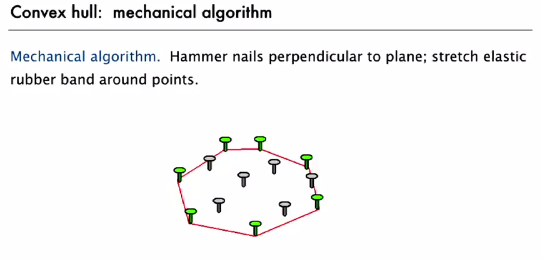 Convex hull: mechanical algorithm
Mechanical algorithm. Hammer nails perpendicular to plane; stretch elastic
rubber band around points.